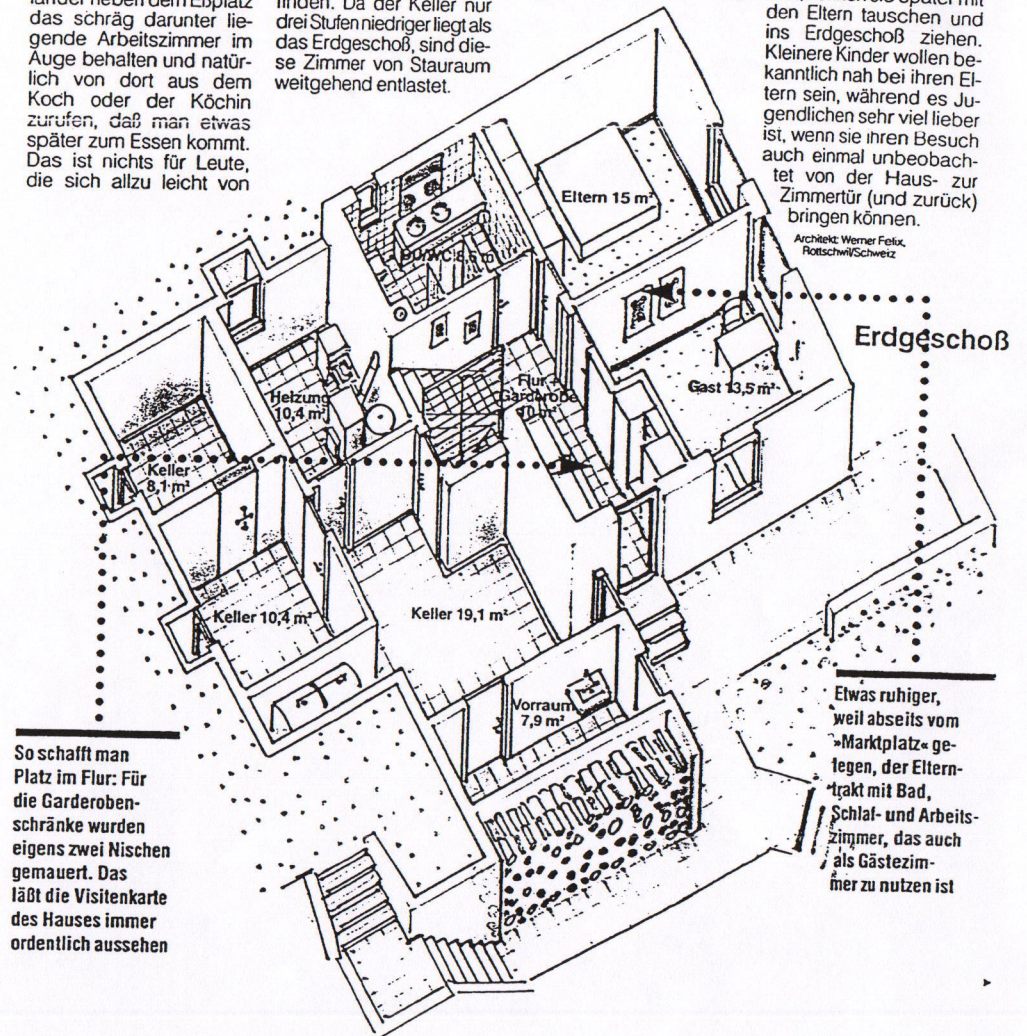 das schräg darunter lie-
gende Arbeitszimmer im
Auge behalten und natür-
lich von dort aus dem
Koch oder der Köchin
zurufen, daß man etwas
später zum Essen kommt.
Das ist nichts für Leute,
die sich allzu leicht von
finden. Da der Keller nur
drei Stufen niedriger liegt als
das Erdgeschoß, sind die-
se Zimmer von Stauraum
weitgehend entlastet.
den Eltern tauschen und
ins Erdgeschoß ziehen.
Kleinere Kinder wollen be-
kanntlich nah bei ihren El-
tern sein, während es Ju-
gendlichen sehr viel lieber
ist, wenn sie ihren Besuch
auch einmal unbeobach-
tet von der Haus- zur
Zimmertür (und zurück)
bringen können.
Architekt: Werner Felix,
Rottschwil/Schweiz
Erdgeschoß
Eltern 15 m²
DU/WC 8,6 m²
Flur +
Garderobe
10 m²
Gast 13,5 m²
Heizung
10,4 m²
Keller
8,1 m²
Keller 10,4 m²
Keller 19,1 m²
Vorraum
7,9 m²
So schafft man
Platz im Flur: Für
die Garderoben-
schränke wurden
eigens zwei Nischen
gemauert. Das
läßt die Visitenkarte
des Hauses immer
ordentlich aussehen
Etwas ruhiger,
weil abseits vom
»Marktplatz« ge-
legen, der Eltern-
trakt mit Bad,
Schlaf- und Arbeits-
zimmer, das auch
als Gästezim-
mer zu nutzen ist